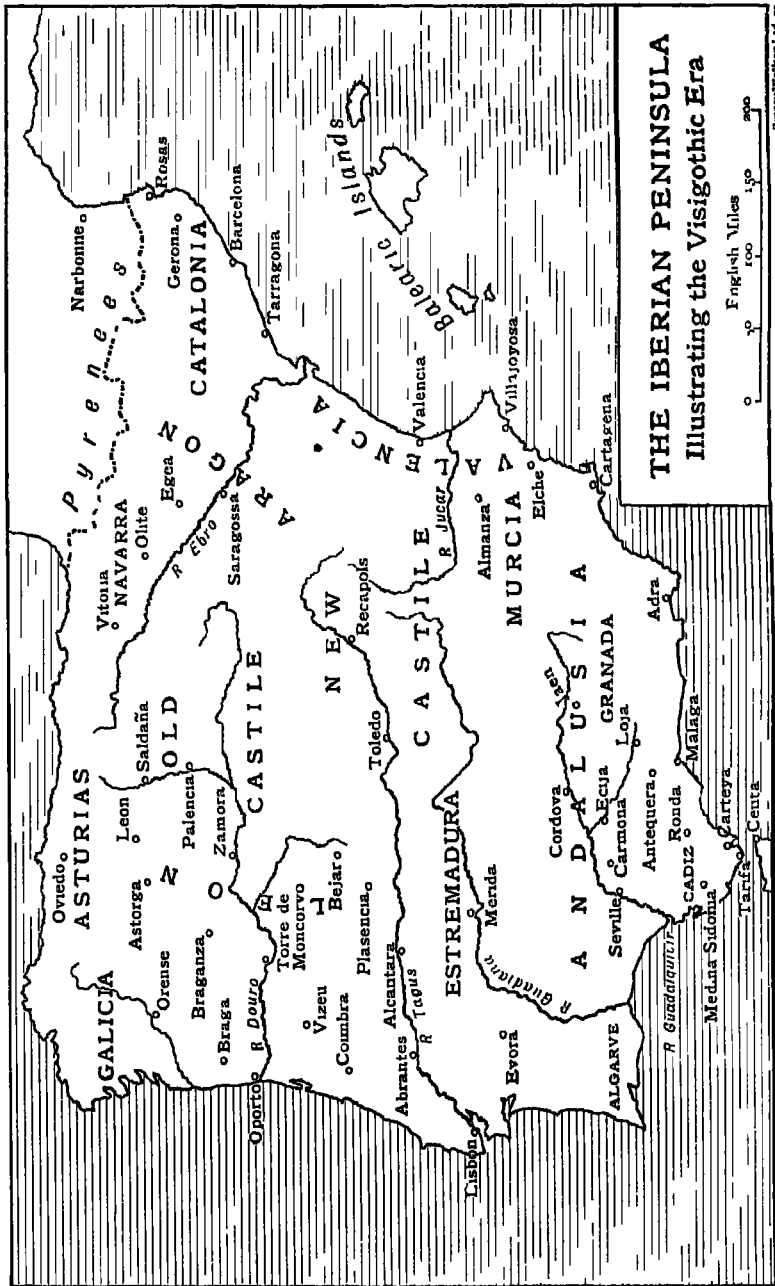 THE IBERIAN PENINSULA
Illustrating the Visigothic Era
English Miles
0
100
150
200
GALICIA
ASTURIAS
Oviedo
Leon
Astorga
Orense
Braganza
Braga
Saldaña
Palencia
Zamora
LEON
OLD
CASTILE
Vitoria
NAVARRA
Olite
Egea
Pyrenees
Narbonne
Rosas
Gerona
CATALONIA
Barcelona
Tarragona
ARAGON
R Ebro
Saragossa
Oporto
R Douro
Torre de
Moncorvo
Vizeu
Coimbra
Bejar
Plasencia
Alcantara
Abrantes
R Tagus
Lisbon
Evora
NEW
CASTILE
Recapols
Toledo
ESTREMADURA
Merida
R Guadiana
ALGARVE
VALENCIA
Valencia
R Jucar
Almanza
Villajoyosa
Elche
MURCIA
Cartagena
Balearic Islands
ANDALUSIA
Cordova
Jaen
Ecija
Carmona
Seville
GRANADA
Loja
Antequera
Ronda
Malaga
Adra
CADIZ
Medina Sidonia
Carteya
Tarifa
Ceuta
R Guadalquitir